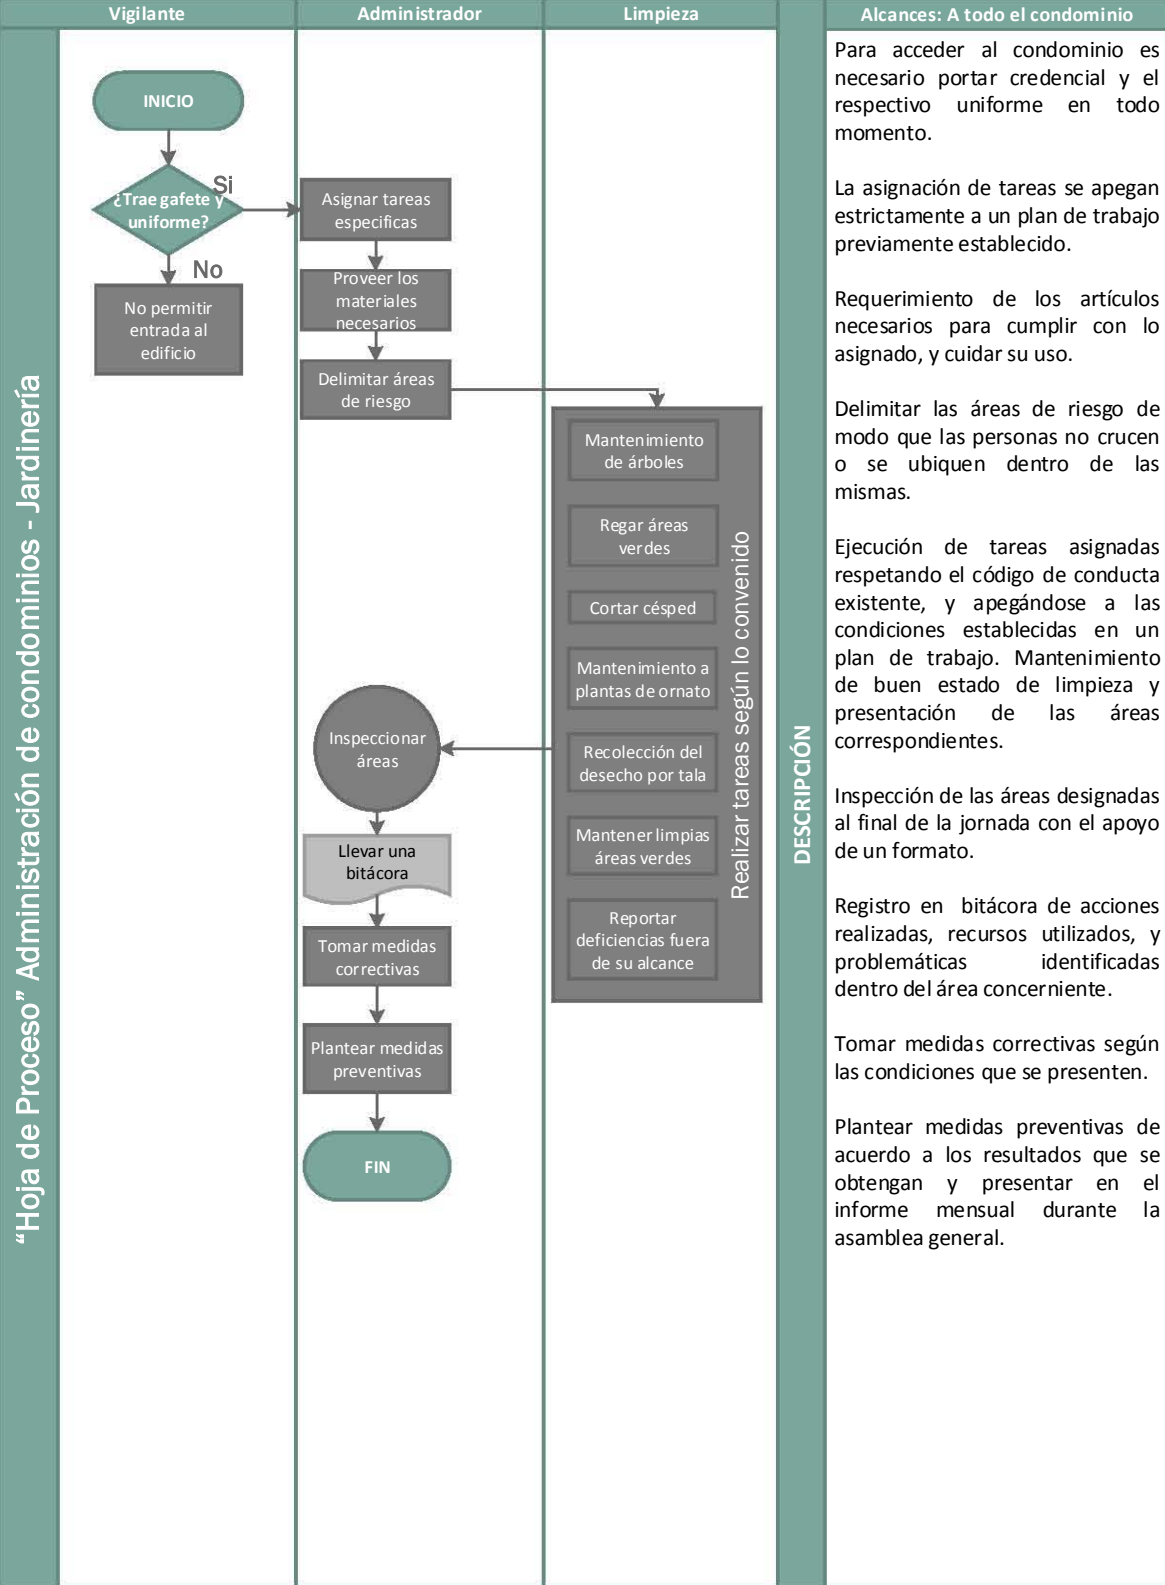 Vigilante
Administrador
Limpieza
Alcances: A todo el condominio
“Hoja de Proceso” Administración de condominios - Jardinería
INICIO
¿Trae gafete y
uniforme?
Si
No
No permitir
entrada al
edificio
Asignar tareas
especificas
Proveer los
materiales
necesarios
Delimitar áreas
de riesgo
Mantenimiento
de árboles
Regar áreas
verdes
Cortar césped
Mantenimiento a
plantas de ornato
Recolección del
desecho por tala
Mantener limpias
áreas verdes
Reportar
deficiencias fuera
de su alcance
Realizar tareas según lo convenido
Inspeccionar
áreas
Llevar una
bitácora
Tomar medidas
correctivas
Plantear medidas
preventivas
FIN
DESCRIPCIÓN
Para acceder al condominio es
necesario portar credencial y el
respectivo uniforme en todo
momento.
La asignación de tareas se apegan
estrictamente a un plan de trabajo
previamente establecido.
Requerimiento de los artículos
necesarios para cumplir con lo
asignado, y cuidar su uso.
Delimitar las áreas de riesgo de
modo que las personas no crucen
o se ubiquen dentro de las
mismas.
Ejecución de tareas asignadas
respetando el código de conducta
existente, y apegándose a las
condiciones establecidas en un
plan de trabajo. Mantenimiento
de buen estado de limpieza y
presentación de las áreas
correspondientes.
Inspección de las áreas designadas
al final de la jornada con el apoyo
de un formato.
Registro en bitácora de acciones
realizadas, recursos utilizados, y
problemáticas identificadas
dentro del área concerniente.
Tomar medidas correctivas según
las condiciones que se presenten.
Plantear medidas preventivas de
acuerdo a los resultados que se
obtengan y presentar en el
informe mensual durante la
asamblea general.